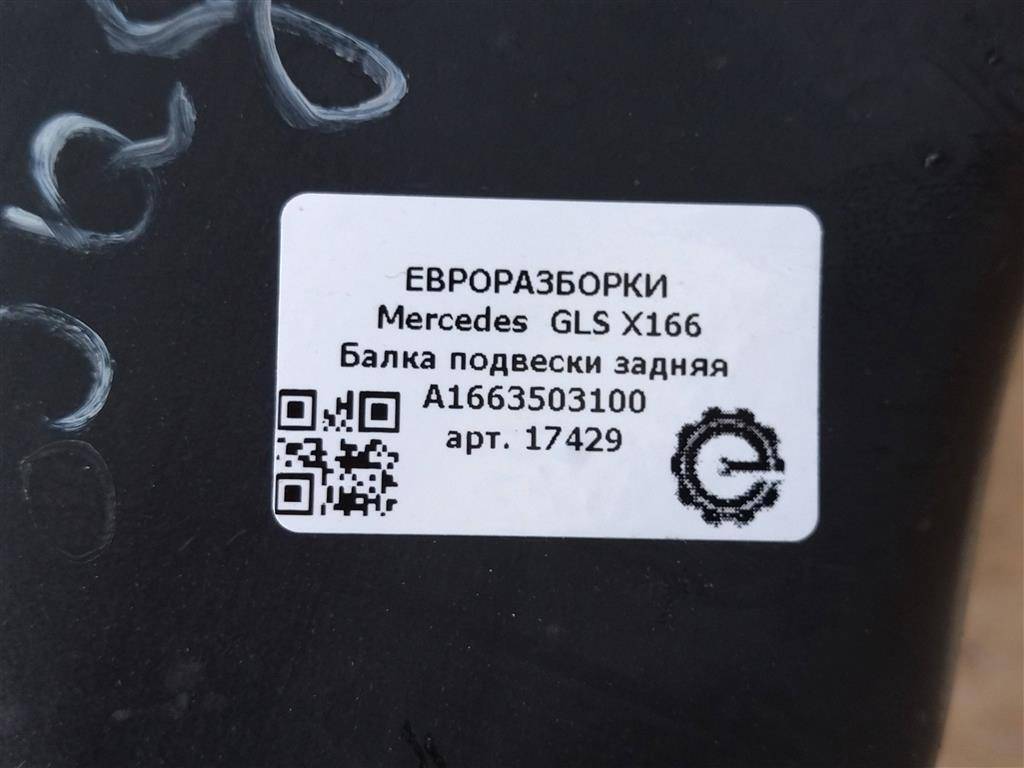 ЕВРОРАЗБОРКИ
Mercedes GLS X166
Балка подвески задняя
A1663503100
арт. 17429